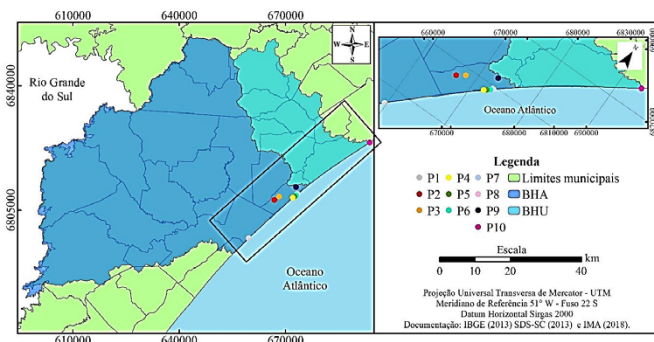 610000 640000 670000
N
W E
S
Rio Grande
do Sul
6840000
6805000
Oceano
Atlântico
610000 640000 670000
660000 670000 6820000 6830000
Oceano Atlântico
670000 680000 6810000 690000
Legenda
P1 P4 P7 Limites municipais
P2 P5 P8 BHA
P3 P6 P9 BHU
P10
Escala
km
0 10 20 40
Projeção Universal Transversa de Mercator - UTM
Meridiano de Referência 51° W - Fuso 22 S
Datum Horizontal Sirgas 2000
Documentação: IBGE (2013) SDS-SC (2013) e IMA (2018).